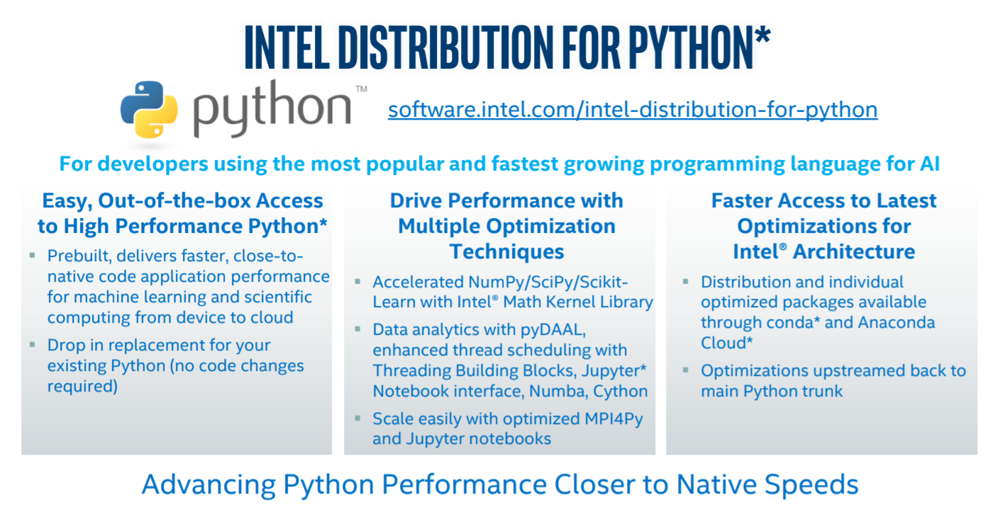 INTEL DISTRIBUTION FOR PYTHON*
python™
software.intel.com/intel-distribution-for-python
For developers using the most popular and fastest growing programming language for AI
Easy, Out-of-the-box Access
to High Performance Python*
▪ Prebuilt, delivers faster, close-to-
native code application performance
for machine learning and scientific
computing from device to cloud
▪ Drop in replacement for your
existing Python (no code changes
required)
Drive Performance with
Multiple Optimization
Techniques
▪ Accelerated NumPy/SciPy/Scikit-
Learn with Intel® Math Kernel Library
▪ Data analytics with pyDAAL,
enhanced thread scheduling with
Threading Building Blocks, Jupyter*
Notebook interface, Numba, Cython
▪ Scale easily with optimized MPI4Py
and Jupyter notebooks
Faster Access to Latest
Optimizations for
Intel® Architecture
▪ Distribution and individual
optimized packages available
through conda* and Anaconda
Cloud*
▪ Optimizations upstreamed back to
main Python trunk
Advancing Python Performance Closer to Native Speeds